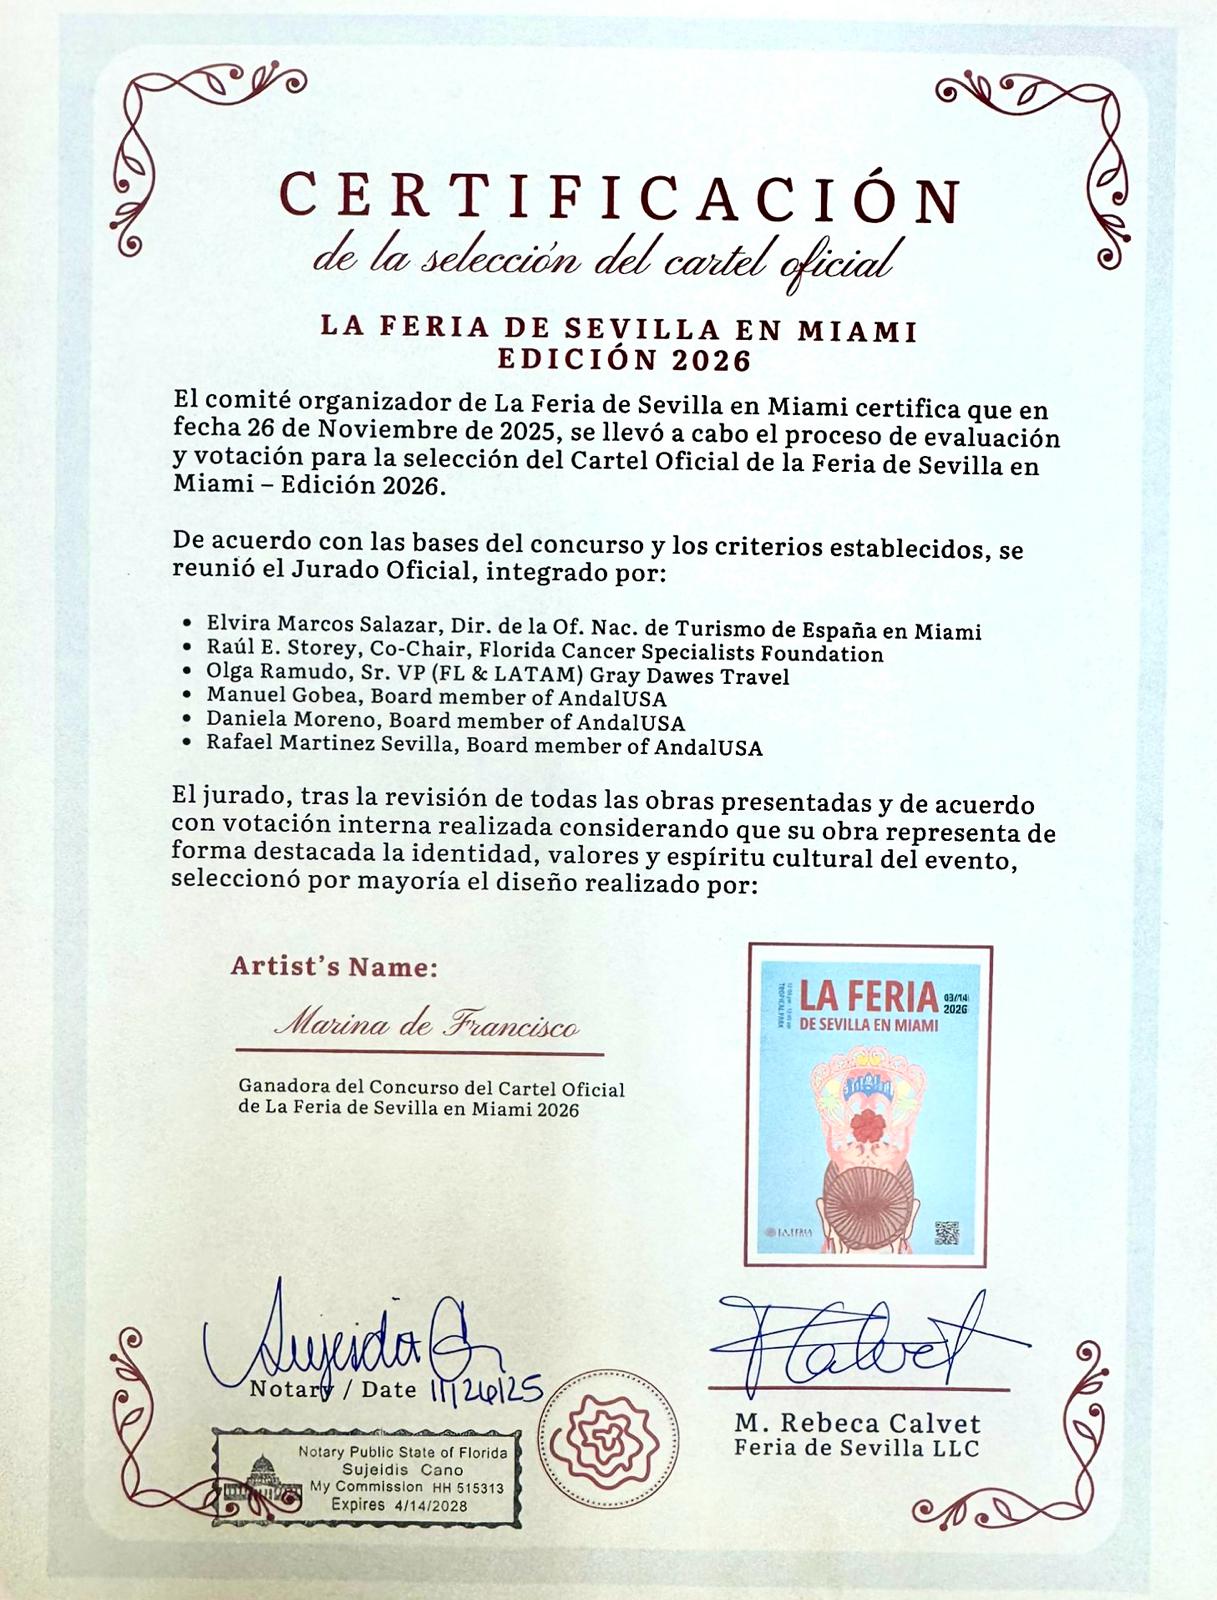 CERTIFICACIÓN
de la selección del cartel oficial
LA FERIA DE SEVILLA EN MIAMI
EDICIÓN 2026
El comité organizador de La Feria de Sevilla en Miami certifica que en
fecha 26 de Noviembre de 2025, se llevó a cabo el proceso de evaluación
y votación para la selección del Cartel Oficial de la Feria de Sevilla en
Miami – Edición 2026.
De acuerdo con las bases del concurso y los criterios establecidos, se
reunió el Jurado Oficial, integrado por:
• Elvira Marcos Salazar, Dir. de la Of. Nac. de Turismo de España en Miami
• Raúl E. Storey, Co-Chair, Florida Cancer Specialists Foundation
• Olga Ramudo, Sr. VP (FL & LATAM) Gray Dawes Travel
• Manuel Gobea, Board member of AndalUSA
• Daniela Moreno, Board member of AndalUSA
• Rafael Martinez Sevilla, Board member of AndalUSA
El jurado, tras la revisión de todas las obras presentadas y de acuerdo
con votación interna realizada considerando que su obra representa de
forma destacada la identidad, valores y espíritu cultural del evento,
seleccionó por mayoría el diseño realizado por:
Artist's Name:
Marina de Francisco
Ganadora del Concurso del Cartel Oficial
de La Feria de Sevilla en Miami 2026
LA FERIA
DE SEVILLA EN MIAMI
03/14
2026
TROPICAL PARK
LA FERIA
Notary / Date 11/26/25
Notary Public State of Florida
Sujeidis Cano
My Commission HH 515313
Expires 4/14/2028
Calvet
M. Rebeca Calvet
Feria de Sevilla LLC